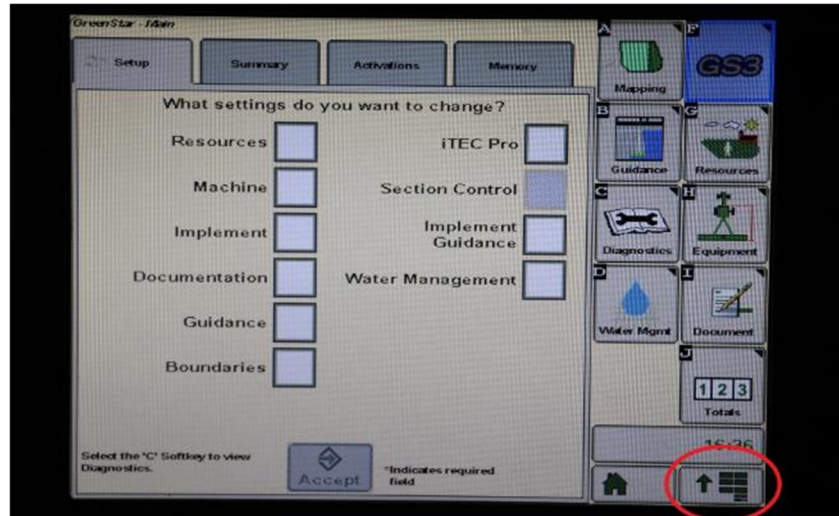 GreenStar - Main
Setup
Summary
Activations
Memory
What settings do you want to change?
Resources
Machine
Implement
Documentation
Guidance
Boundaries
iTEC Pro
Section Control
Implement
Guidance
Water Management
Select the 'C' Softkey to view
Diagnostics.
Accept
*Indicates required
field
A
Mapping
F
GS3
B
Guidance
G
Resources
C
Diagnostics
H
Equipment
D
Water Mgmt
I
Document
J
1 2 3
Totals
16:36